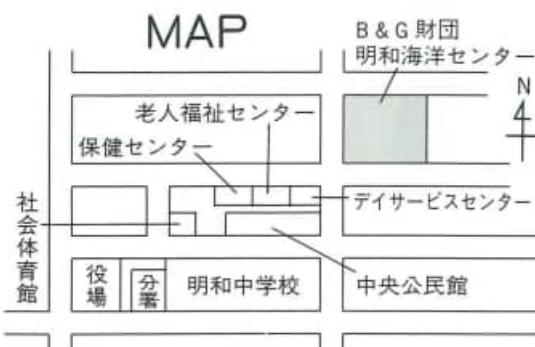 MAP
B&G財団
明和海洋センター
N
老人福祉センター
保健センター
社会体育館
デイサービスセンター
役場
分署
明和中学校
中央公民館